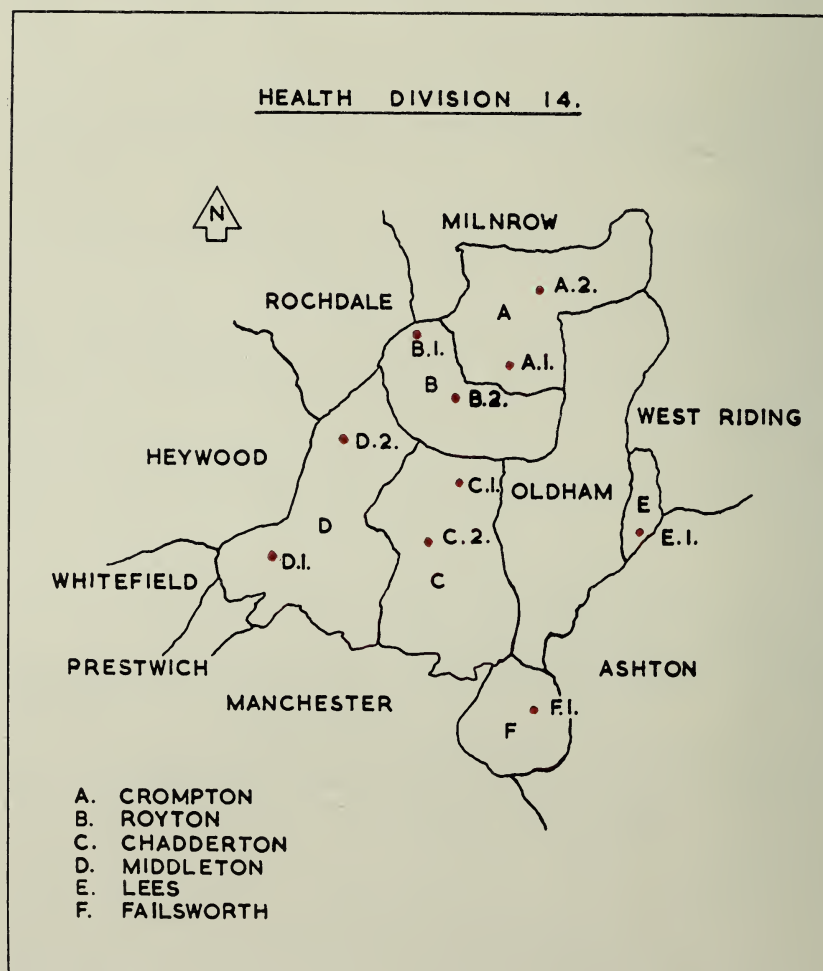 HEALTH DIVISION 14.
N
MILNROW
A.2.
ROCHDALE
A
B.1.
A.1.
B
B.2.
WEST RIDING
D.2.
HEYWOOD
C.1.
OLDHAM
E
D
C.2.
E.1.
D.1.
WHITEFIELD
C
PRESTWICH
ASHTON
MANCHESTER
F.1.
F
A. CROMPTON
B. ROYTON
C. CHADDERTON
D. MIDDLETON
E. LEES
F. FAILSWORTH